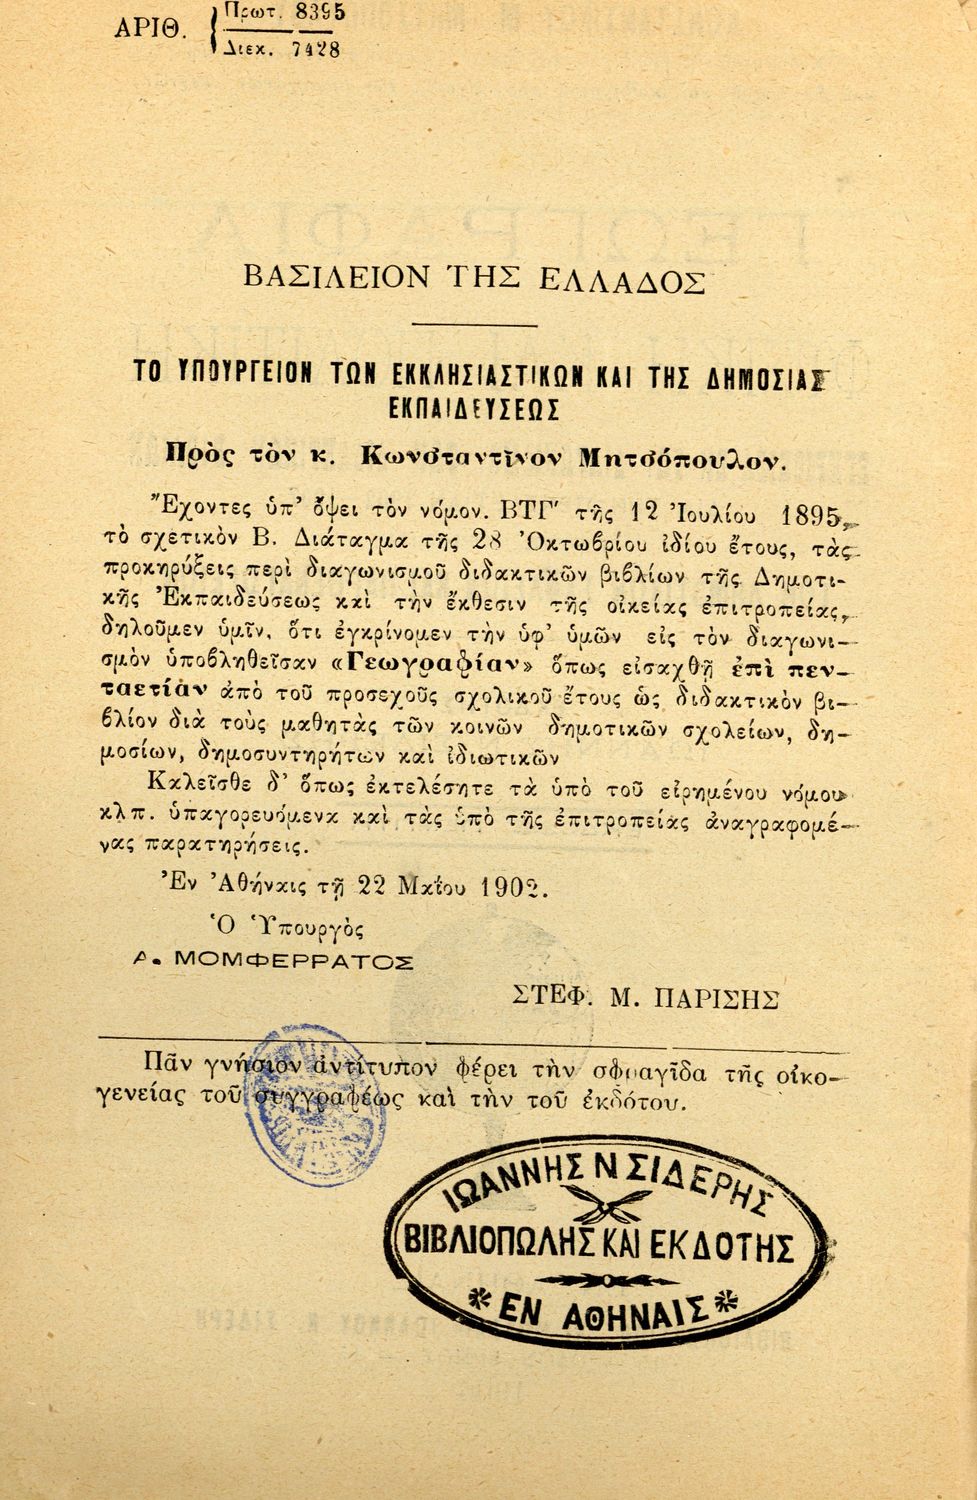 ΑΡΙΘ. { Πρωτ. 8395
Διεκ. 7428
ΒΑΣΙΛΕΙΟΝ ΤΗΣ ΕΛΛΑΔΟΣ
ΤΟ ΥΠΟΥΡΓΕΙΟΝ ΤΩΝ ΕΚΚΛΗΣΙΑΣΤΙΚΩΝ ΚΑΙ ΤΗΣ ΔΗΜΟΣΙΑΣ
ΕΚΠΑΙΔΕΥΣΕΩΣ
Πρὸς τὸν κ. Κωνσταντῖνον Μητσόπουλον.
Ἔχοντες ὑπ' ὄψει τὸν νόμον. ΒΤΓ' τῆς 12 Ἰουλίου 1895,
τὸ σχετικὸν Β. Διάταγμα τῆς 28 Ὀκτωβρίου ἰδίου ἔτους, τὰς
προκηρύξεις περὶ διαγωνισμοῦ διδακτικῶν βιβλίων τῆς Δημοτι-
κῆς Ἐκπαιδεύσεως καὶ τὴν ἔκθεσιν τῆς οἰκείας ἐπιτροπείας,
δηλοῦμεν ὑμῖν, ὅτι ἐγκρίνομεν τὴν ὑφ' ὑμῶν εἰς τὸν διαγωνι-
σμὸν ὑποβληθεῖσαν «Γεωγραφίαν» ὅπως εἰσαχθῇ ἐπὶ πεν-
ταετίαν ἀπὸ τοῦ προσεχοῦς σχολικοῦ ἔτους ὡς διδακτικὸν βι-
βλίον διὰ τοὺς μαθητὰς τῶν κοινῶν δημοτικῶν σχολείων, δη-
μοσίων, δημοσυντηρήτων καὶ ἰδιωτικῶν
Καλεῖσθε δ' ὅπως ἐκτελέσητε τὰ ὑπὸ τοῦ εἰρημένου νόμου
κλπ. ὑπαγορευόμενα καὶ τὰς ὑπὸ τῆς ἐπιτροπείας ἀναγραφομέ-
νας παρατηρήσεις.
Ἐν Ἀθήναις τῇ 22 Μαΐου 1902.
Ὁ Ὑπουργὸς
Α. ΜΟΜΦΕΡΡΑΤΟΣ
ΣΤΕΦ. Μ. ΠΑΡΙΣΗΣ
Πᾶν γνήσιον ἀντίτυπον φέρει τὴν σφραγῖδα τῆς οἰκο-
γενείας τοῦ συγγραφέως καὶ τὴν τοῦ ἐκδότου.
ΙΩΑΝΝΗΣ Ν ΣΙΔΕΡΗΣ
ΒΙΒΛΙΟΠΩΛΗΣ ΚΑΙ ΕΚΔΟΤΗΣ
* ΕΝ ΑΘΗΝΑΙΣ *